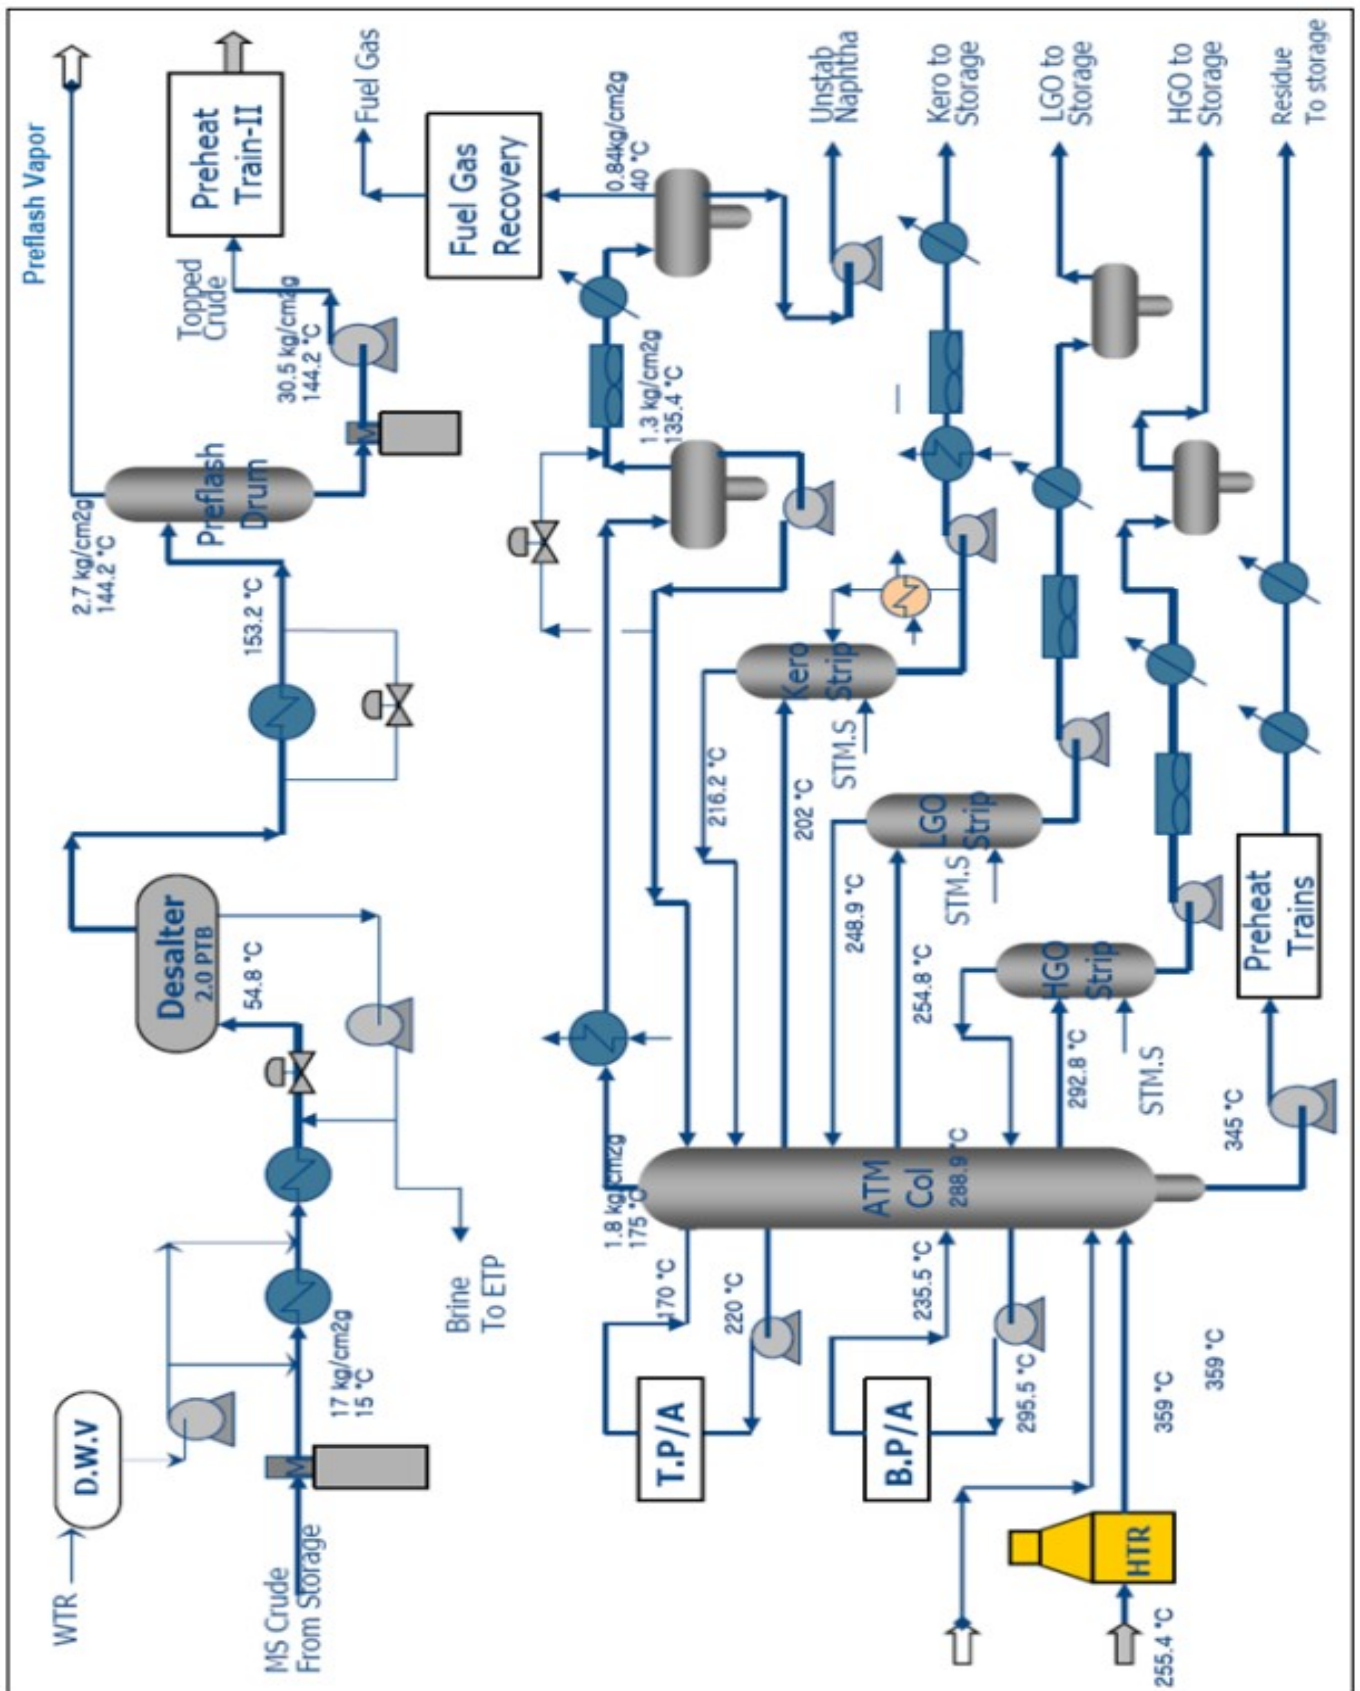 WTR
D.W.V
MS Crude
From Storage
M
17 kg/cm2g
15 °C
Brine
To ETP
54.8 °C
Desalter
2.0 PTB
153.2 °C
2.7 kg/cm2g
144.2 °C
Preflash
Drum
Preflash Vapor
M
30.5 kg/cm2g
144.2 °C
Topped
Crude
Preheat
Train-II
Fuel Gas
Fuel Gas
Recovery
0.84kg/cm2g
40 °C
1.3 kg/cm2g
135.4 °C
Unstab
Naphtha
Kero to
Storage
LGO to
Storage
HGO to
Storage
Residue
To storage
1.8 kg/cm2g
175 °C
170 °C
T.P/A
220 °C
216.2 °C
202 °C
Kero
Strip
STM.S
248.9 °C
254.8 °C
LGO
Strip
STM.S
ATM
Col
288.9 °C
235.5 °C
B.P/A
295.5 °C
292.8 °C
HGO
Strip
STM.S
HTR
255.4 °C
359 °C
359 °C
345 °C
Preheat
Trains